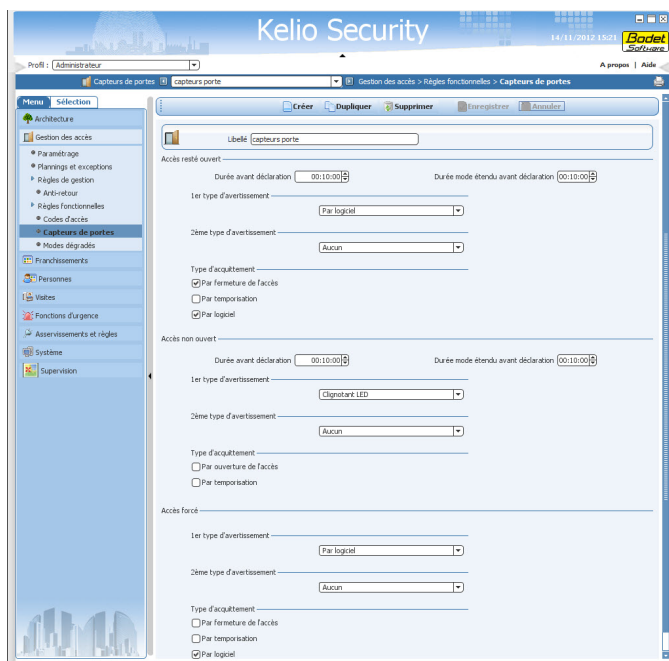 Kelio Security
14/11/2012 15:21
Bodet
Software
Profil : Administrateur
A propos | Aide
Capteurs de portes capteurs porte Gestion des accès > Règles fonctionnelles > Capteurs de portes
Menu Sélection
Architecture
Gestion des accès
Paramétrage
Plannings et exceptions
Règles de gestion
Anti-retour
Règles fonctionnelles
Codes d'accès
Capteurs de portes
Modes dégradés
Franchissements
Personnes
Visites
Fonctions d'urgence
Asservissements et règles
Système
Supervision
Créer Dupliquer Supprimer Enregistrer Annuler
Libellé capteurs porte
Accès resté ouvert
Durée avant déclaration 00:10:00 Durée mode étendu avant déclaration 00:10:00
1er type d'avertissement
Par logiciel
2ème type d'avertissement
Aucun
Type d'acquittement
Par fermeture de l'accès
Par temporisation
Par logiciel
Accès non ouvert
Durée avant déclaration 00:10:00 Durée mode étendu avant déclaration 00:10:00
1er type d'avertissement
Clignotant LED
2ème type d'avertissement
Aucun
Type d'acquittement
Par ouverture de l'accès
Par temporisation
Accès forcé
1er type d'avertissement
Par logiciel
2ème type d'avertissement
Aucun
Type d'acquittement
Par fermeture de l'accès
Par temporisation
Par logiciel